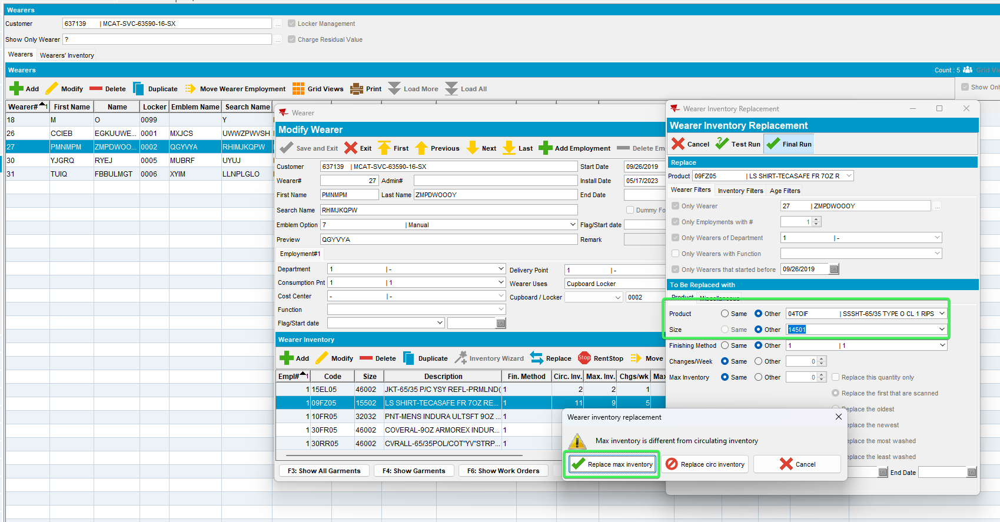 Wearers
Customer 637139 | MCAT-SVC-63590-16-SX ... Locker Management
Show Only Wearer ? ... Charge Residual Value
Wearers Wearers' Inventory
Wearers Count : 5
Add Modify Delete Duplicate Move Wearer Employment Grid Views Print Load More Load All Show Onl
Wearer# 1 First Name Name Locker Emblem Name Search Name
18 M O 0099 Y
26 CCIEB EGKUUWE... 0001 MXJCS UWWZPWVSH
27 PMNMPM ZMPDWOO... 0002 QGYVYA RHIMJKQPW
30 YJGRQ RYEJ 0005 MUBRF UYUJ
31 TUIQ FBBULMGT 0006 XYIM LLNPLGLO
Wearer
Modify Wearer
Save and Exit Exit First Previous Next Last Add Employment Delete Em
Customer 637139 | MCAT-SVC-63590-16-SX Start Date 09/26/2019
Wearer# 27 Admin# Install Date 05/17/2023
First Name PMNMPM Last Name ZMPDWOOOY End Date
Search Name RHIMJKQPW Dummy Fo
Emblem Option 7 | Manual Flag/Start date
Preview QGYVYA Remark
Employment#1
Department 1 | - Delivery Point 1 | -
Consumption Pnt 1 | 1 Wearer Uses Cupboard Locker
Cost Center - | - Cupboard / Locker 0002
Function
Flag/Start date 16
Wearer Inventory
Add Modify Delete Duplicate Inventory Wizard Replace Stop RentStop Move
Empl# 1 Code Size Description Fin. Method Circ. Inv. Max. Inv. Chgs/wk Max
1 15EL05 46002 JKT-65/35 P/C YSY REFL-PRMLND( 1 2 2 1
1 09FZ05 15502 LS SHIRT-TECASAFE FR 7OZ RE... 1 11 9 5
1 10FR05 32032 PNT-MENS INDURA ULTSFT 9OZ ... 1
1 30FR05 46002 COVERAL-9OZ ARMOREX INDUR... 1
1 30RR05 46002 CVRALL-65/35POL/COT"YV"STRP... 1
F3: Show All Garments F4: Show Garments F6: Show Work Orders
Wearer Inventory Replacement
Wearer Inventory Replacement
Cancel Test Run Final Run
Replace
Product 09FZ05 | LS SHIRT-TECASAFE FR 7OZ R
Wearer Filters Inventory Filters Age Filters
Only Wearer 27 | ZMPDWOOOY ...
Only Employments with # 1
Only Wearers of Department 1 | -
Only Wearers with Function
Only Wearers that started before 09/26/2019 16
To Be Replaced with
Product Miscellaneous
Product Same Other 04TOIF | SSSHT-65/35 TYPE O CL 1 RIPS
Size Same Other 14501
Finishing Method Same Other 1 | 1
Changes/Week Same Other 0
Max Inventory Same Other 0 Replace this quantity only
Replace the first that are scanned
eplace the oldest
eplace the newest
eplace the most washed
eplace the least washed
16 End Date 16
Wearer inventory replacement
Max inventory is different from circulating inventory
Replace max inventory Replace circ inventory Cancel